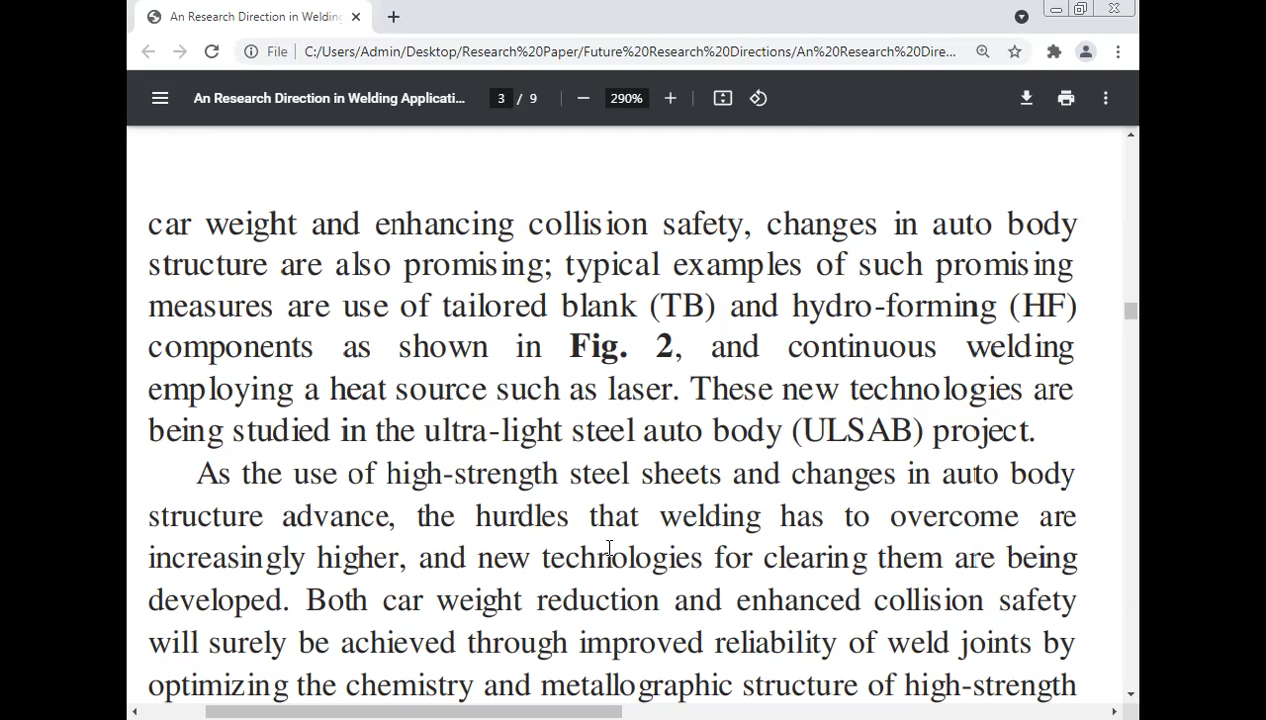 An Research Direction in Welding
File C:/Users/Admin/Desktop/Research%20Paper/Future%20Research%20Directions/An%20Research%20Dire...
An Research Direction in Welding Applicati... 3 / 9 290%
car weight and enhancing collision safety, changes in auto body
structure are also promising; typical examples of such promising
measures are use of tailored blank (TB) and hydro-forming (HF)
components as shown in Fig. 2, and continuous welding
employing a heat source such as laser. These new technologies are
being studied in the ultra-light steel auto body (ULSAB) project.
As the use of high-strength steel sheets and changes in auto body
structure advance, the hurdles that welding has to overcome are
increasingly higher, and new technologies for clearing them are being
developed. Both car weight reduction and enhanced collision safety
will surely be achieved through improved reliability of weld joints by
optimizing the chemistry and metallographic structure of high-strength